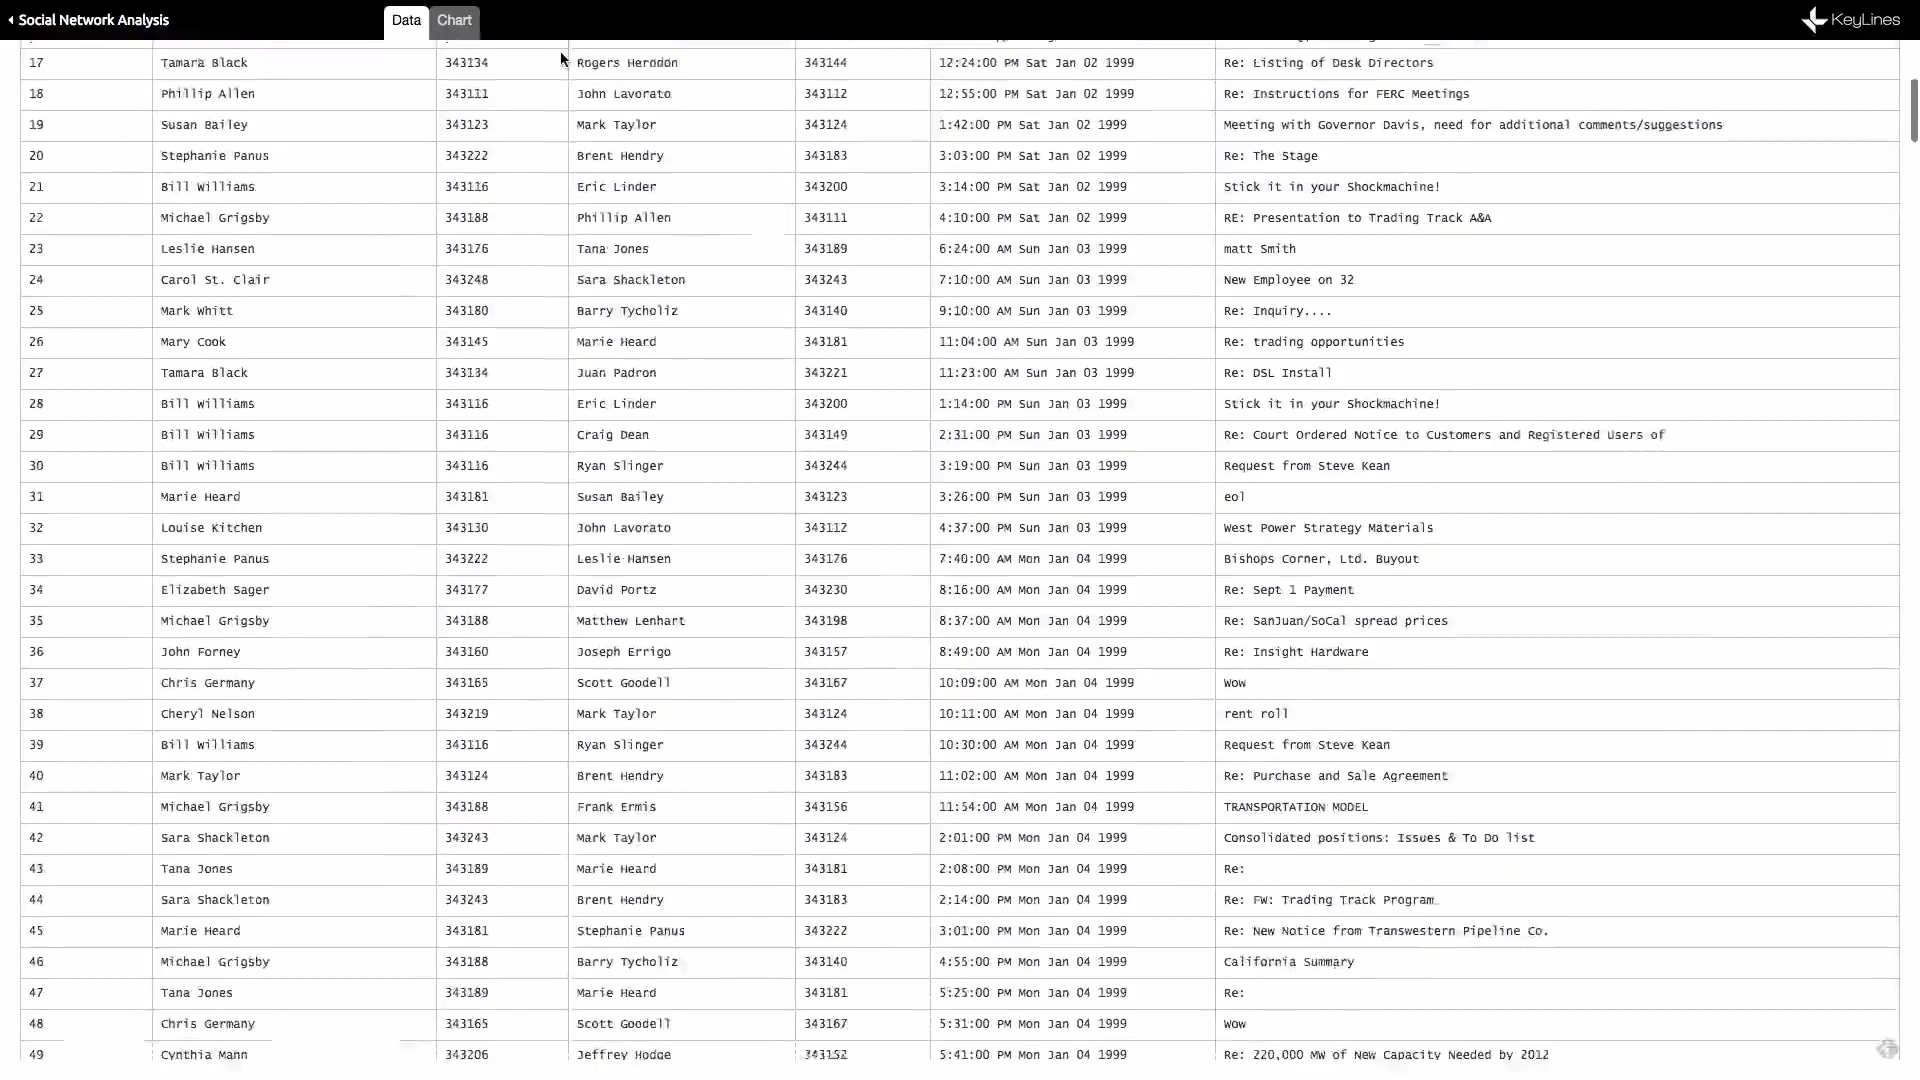 Social Network Analysis Data Chart KeyLines
17 Tamara Black 343134 Rogers Herndon 343144 12:24:00 PM Sat Jan 02 1999 Re: Listing of Desk Directors
18 Phillip Allen 343111 John Lavorato 343112 12:55:00 PM Sat Jan 02 1999 Re: Instructions for FERC Meetings
19 Susan Bailey 343123 Mark Taylor 343124 1:42:00 PM Sat Jan 02 1999 Meeting with Governor Davis, need for additional comments/suggestions
20 Stephanie Panus 343222 Brent Hendry 343183 3:03:00 PM Sat Jan 02 1999 Re: The Stage
21 Bill Williams 343116 Eric Linder 343200 3:14:00 PM Sat Jan 02 1999 Stick it in your Shockmachine!
22 Michael Grigsby 343188 Phillip Allen 343111 4:10:00 PM Sat Jan 02 1999 RE: Presentation to Trading Track A&A
23 Leslie Hansen 343176 Tana Jones 343189 6:24:00 AM Sun Jan 03 1999 matt Smith
24 Carol St. Clair 343248 Sara Shackleton 343243 7:10:00 AM Sun Jan 03 1999 New Employee on 32
25 Mark Whitt 343180 Barry Tycholiz 343140 9:10:00 AM Sun Jan 03 1999 Re: Inquiry....
26 Mary Cook 343145 Marie Heard 343181 11:04:00 AM Sun Jan 03 1999 Re: trading opportunities
27 Tamara Black 343134 Juan Padron 343221 11:23:00 AM Sun Jan 03 1999 Re: DSL Install
28 Bill Williams 343116 Eric Linder 343200 1:14:00 PM Sun Jan 03 1999 Stick it in your Shockmachine!
29 Bill Williams 343116 Craig Dean 343149 2:31:00 PM Sun Jan 03 1999 Re: Court Ordered Notice to Customers and Registered Users of
30 Bill Williams 343116 Ryan Slinger 343244 3:19:00 PM Sun Jan 03 1999 Request from Steve Kean
31 Marie Heard 343181 Susan Bailey 343123 3:26:00 PM Sun Jan 03 1999 eol
32 Louise Kitchen 343130 John Lavorato 343112 4:37:00 PM Sun Jan 03 1999 West Power Strategy Materials
33 Stephanie Panus 343222 Leslie Hansen 343176 7:40:00 AM Mon Jan 04 1999 Bishops Corner, Ltd. Buyout
34 Elizabeth Sager 343177 David Portz 343230 8:16:00 AM Mon Jan 04 1999 Re: Sept 1 Payment
35 Michael Grigsby 343188 Matthew Lenhart 343198 8:37:00 AM Mon Jan 04 1999 Re: SanJuan/SoCal spread prices
36 John Forney 343160 Joseph Errigo 343157 8:49:00 AM Mon Jan 04 1999 Re: Insight Hardware
37 Chris Germany 343165 Scott Goodell 343167 10:09:00 AM Mon Jan 04 1999 Wow
38 Cheryl Nelson 343219 Mark Taylor 343124 10:11:00 AM Mon Jan 04 1999 rent roll
39 Bill Williams 343116 Ryan Slinger 343244 10:30:00 AM Mon Jan 04 1999 Request from Steve Kean
40 Mark Taylor 343124 Brent Hendry 343183 11:02:00 AM Mon Jan 04 1999 Re: Purchase and Sale Agreement
41 Michael Grigsby 343188 Frank Ermis 343156 11:54:00 AM Mon Jan 04 1999 TRANSPORTATION MODEL
42 Sara Shackleton 343243 Mark Taylor 343124 2:01:00 PM Mon Jan 04 1999 Consolidated positions: Issues & To Do list
43 Tana Jones 343189 Marie Heard 343181 2:08:00 PM Mon Jan 04 1999 Re:
44 Sara Shackleton 343243 Brent Hendry 343183 2:14:00 PM Mon Jan 04 1999 Re: FW: Trading Track Program
45 Marie Heard 343181 Stephanie Panus 343222 3:01:00 PM Mon Jan 04 1999 Re: New Notice from Transwestern Pipeline Co.
46 Michael Grigsby 343188 Barry Tycholiz 343140 4:55:00 PM Mon Jan 04 1999 California Summary
47 Tana Jones 343189 Marie Heard 343181 5:25:00 PM Mon Jan 04 1999 Re:
48 Chris Germany 343165 Scott Goodell 343167 5:31:00 PM Mon Jan 04 1999 Wow
49 Cynthia Mann 343206 Jeffrey Hodge 343152 5:41:00 PM Mon Jan 04 1999 Re: 220,000 MW of New Capacity Needed by 2012